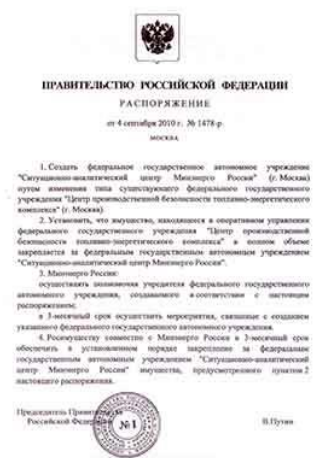 ПРАВИТЕЛЬСТВО РОССИЙСКОЙ ФЕДЕРАЦИИ
РАСПОРЯЖЕНИЕ
от 4 сентября 2010 г. № 1478-р
МОСКВА
1. Создать федеральное государственное автономное учреждение
"Ситуационно-аналитический центр Минэнерго России" (г. Москва)
путем изменения типа существующего федерального государственного
учреждения "Центр производственной безопасности топливно-энергетического
комплекса" (г. Москва).
2. Установить, что имущество, находящееся в оперативном управлении
федерального государственного учреждения "Центр производственной
безопасности топливно-энергетического комплекса" в полном объеме
закрепляется за федеральным государственным автономным учреждением
"Ситуационно-аналитический центр Минэнерго России".
3. Минэнерго России:
осуществлять полномочия учредителя федерального государственного
автономного учреждения, создаваемого в соответствии с настоящим
распоряжением;
в 3-месячный срок осуществить мероприятия, связанные с созданием
указанного федерального государственного автономного учреждения.
4. Росимуществу совместно с Минэнерго России в 3-месячный срок
обеспечить в установленном порядке закрепление за федеральным
государственным автономным учреждением "Ситуационно-аналитический
центр Минэнерго России" имущества, предусмотренного пунктом 2
настоящего распоряжения.
Председатель Правительства
Российской Федерации
В.Путин
№1